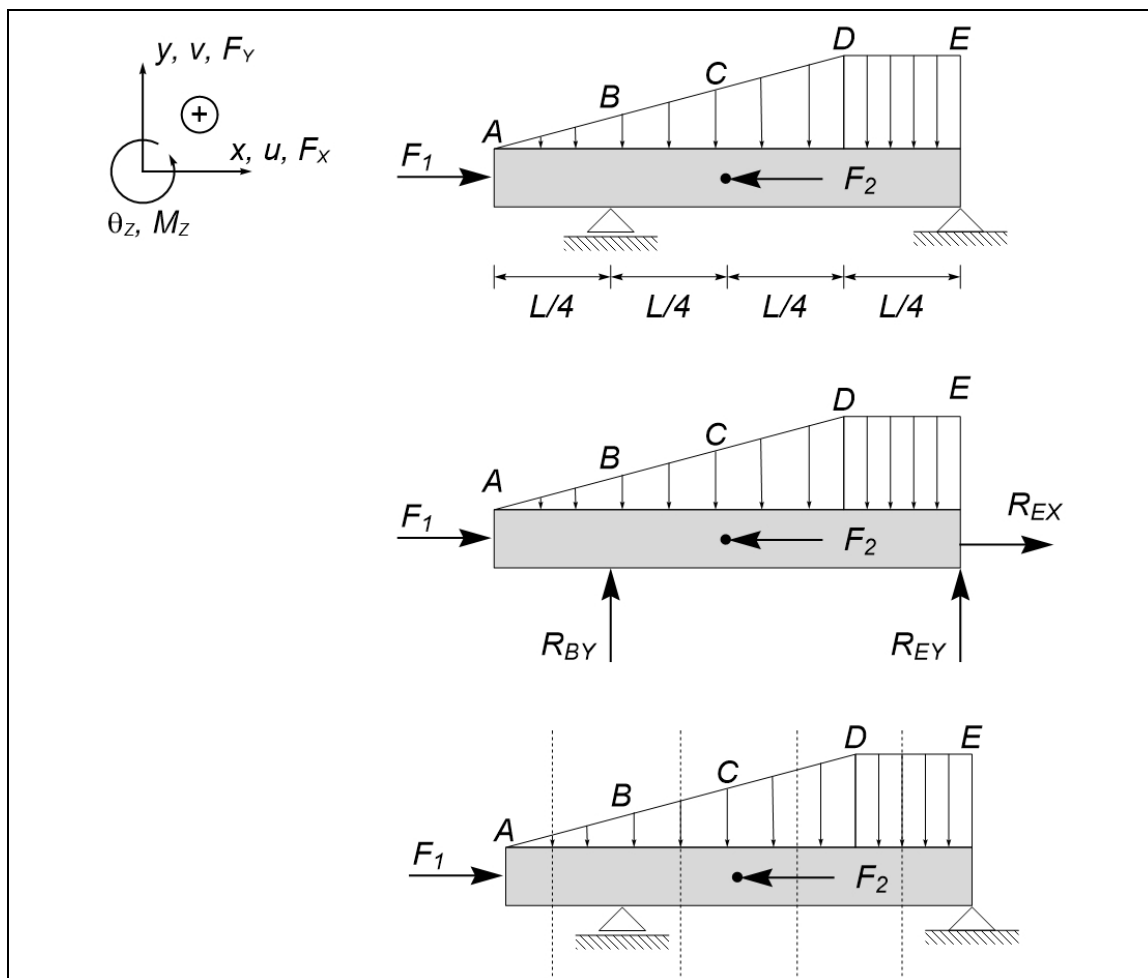 y, v, F_Y
+
x, u, F_X
θ_Z, M_Z
D E
C
B
A
F_1
F_2
L/4 L/4 L/4 L/4
E
D
C
B
A
F_1
F_2
R_EX
R_BY
R_EY
D E
C
B
A
F_1
F_2